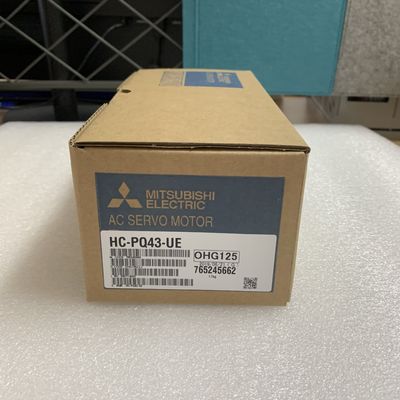 MITSUBISHI
ELECTRIC
AC SERVO MOTOR
HC-PQ43-UE
OHG125
765245662